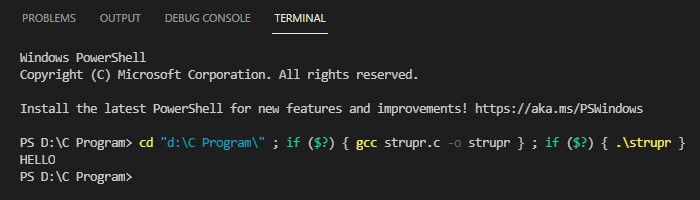 PROBLEMS OUTPUT DEBUG CONSOLE TERMINAL
Windows PowerShell
Copyright (C) Microsoft Corporation. All rights reserved.
Install the latest PowerShell for new features and improvements! https://aka.ms/PSWindows
PS D:\C Program> cd "d:\C Program\" ; if ($?) { gcc strupr.c -o strupr } ; if ($?) { .\strupr }
HELLO
PS D:\C Program>